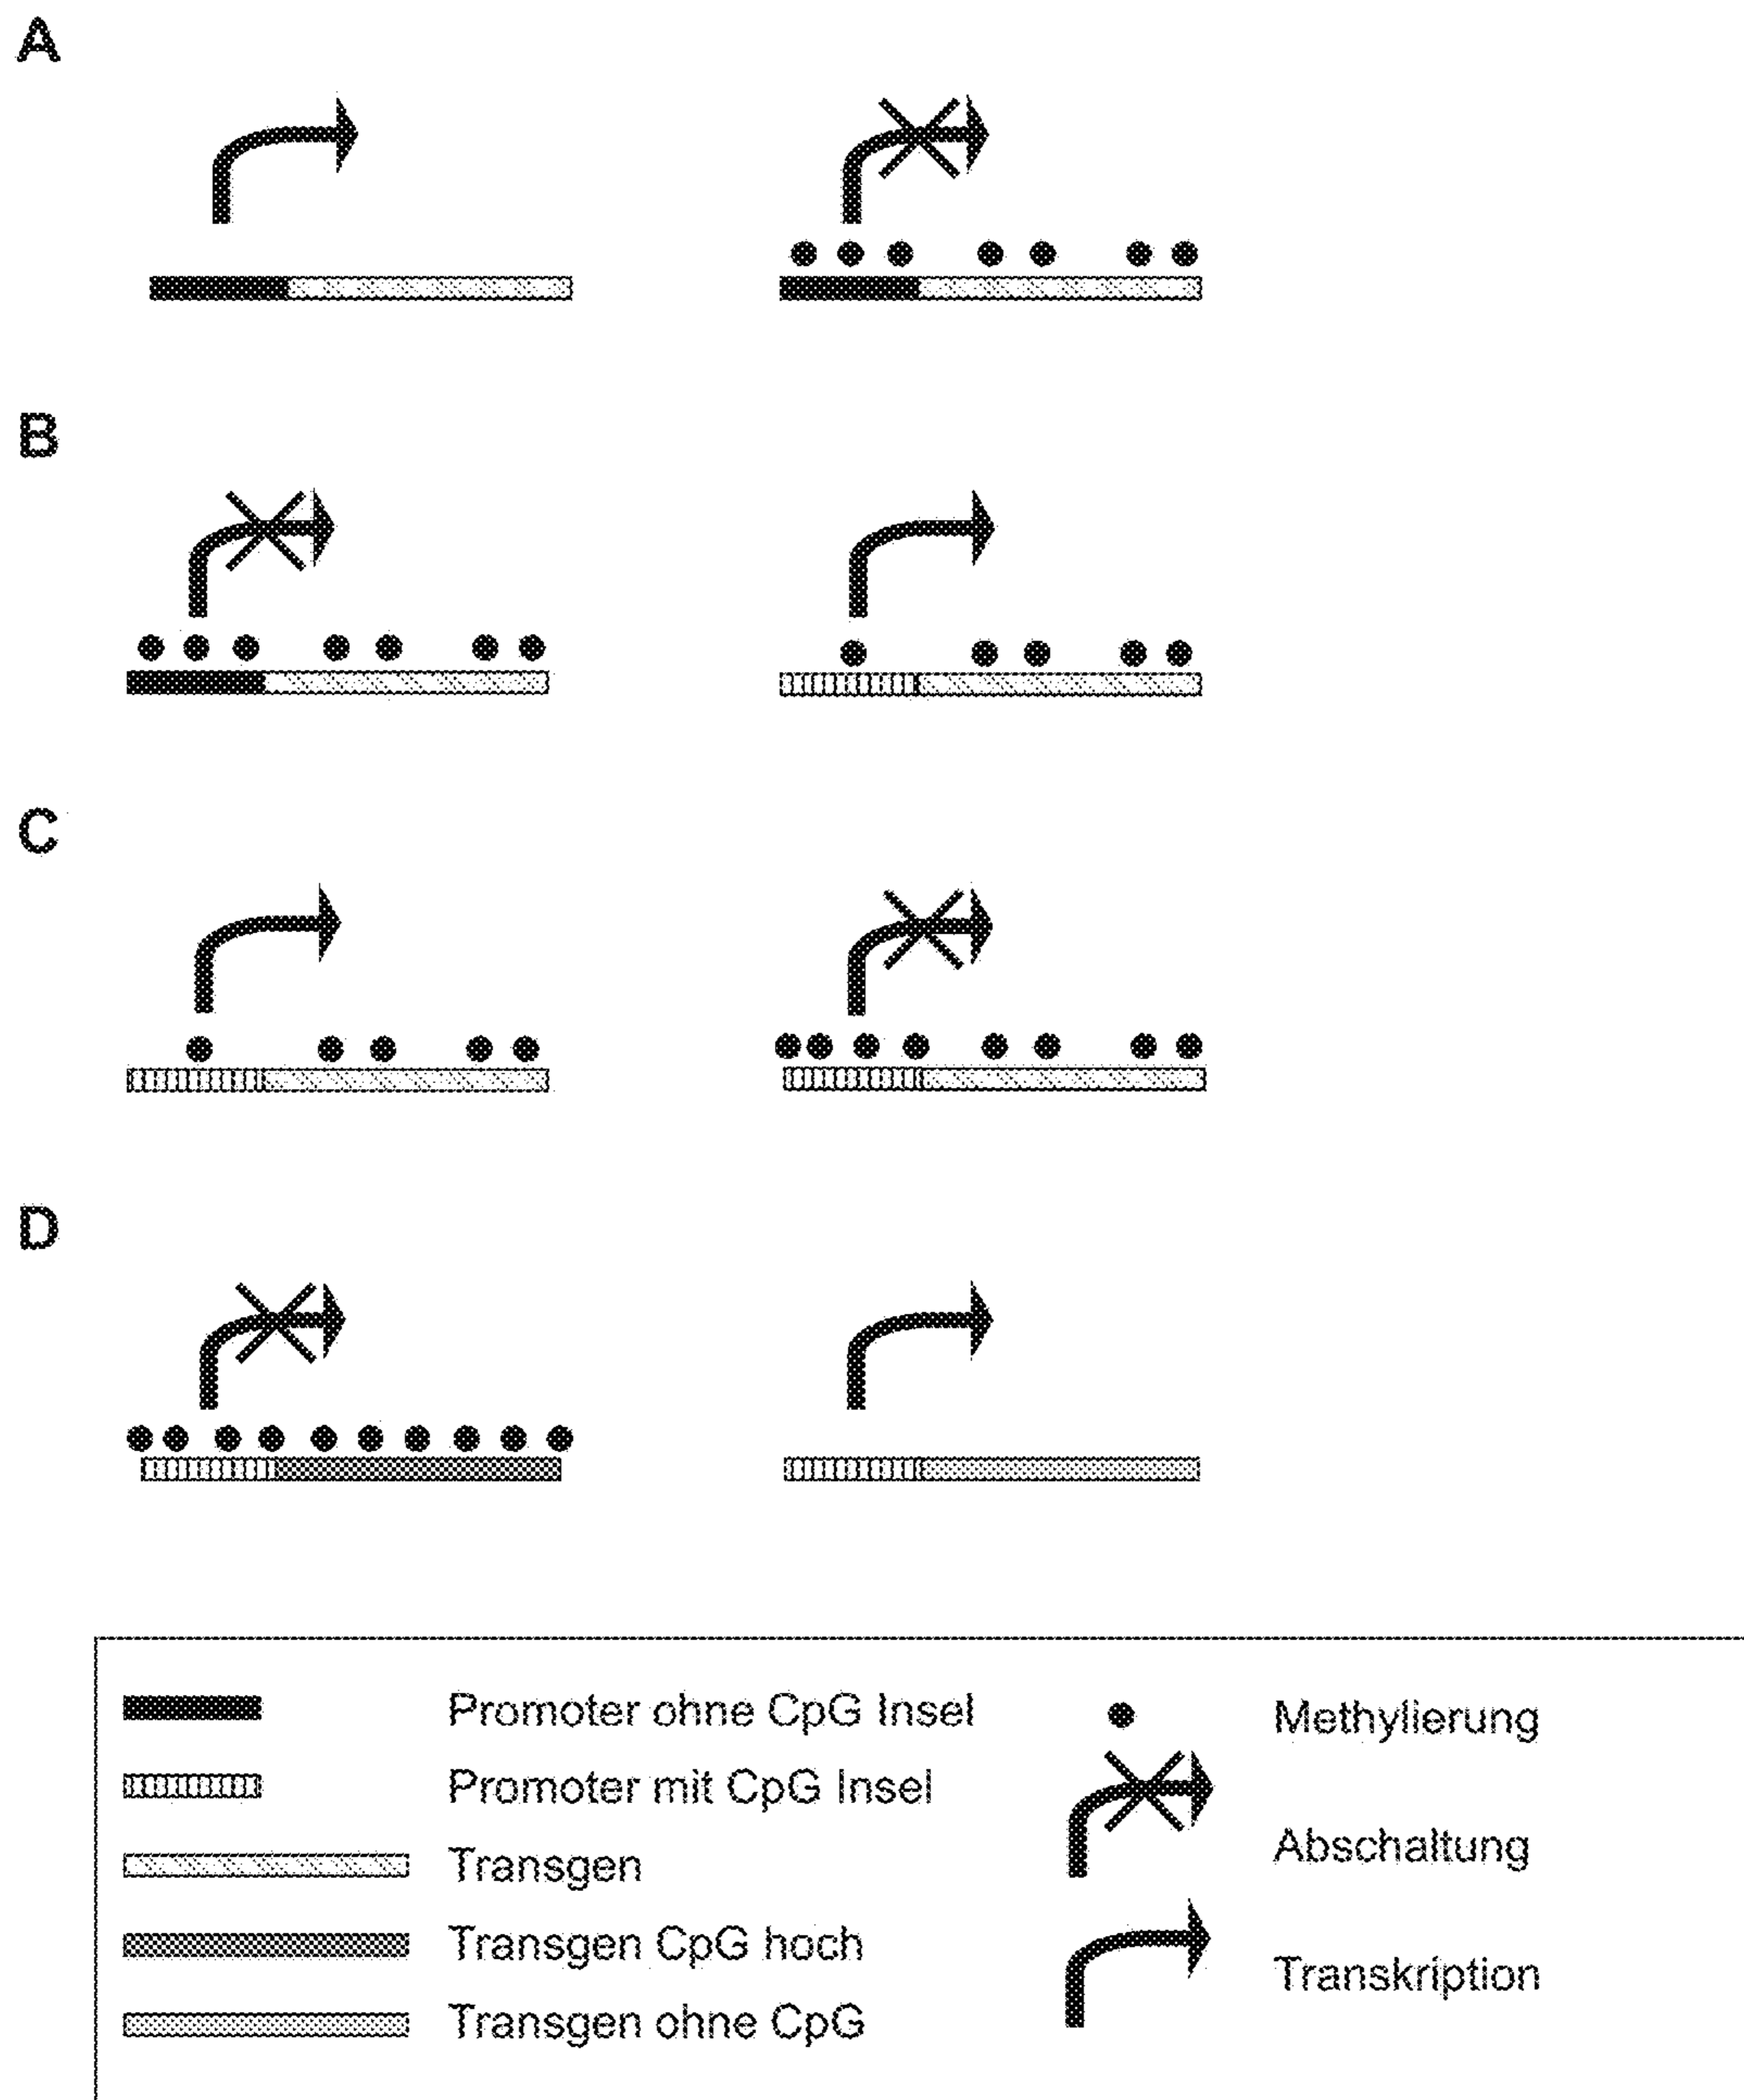 A
B
C
D
Promoter ohne CpG Insel
Promoter mit CpG Insel
Transgen
Transgen CpG hoch
Transgen ohne CpG
Methylierung
Abschaltung
Transkription